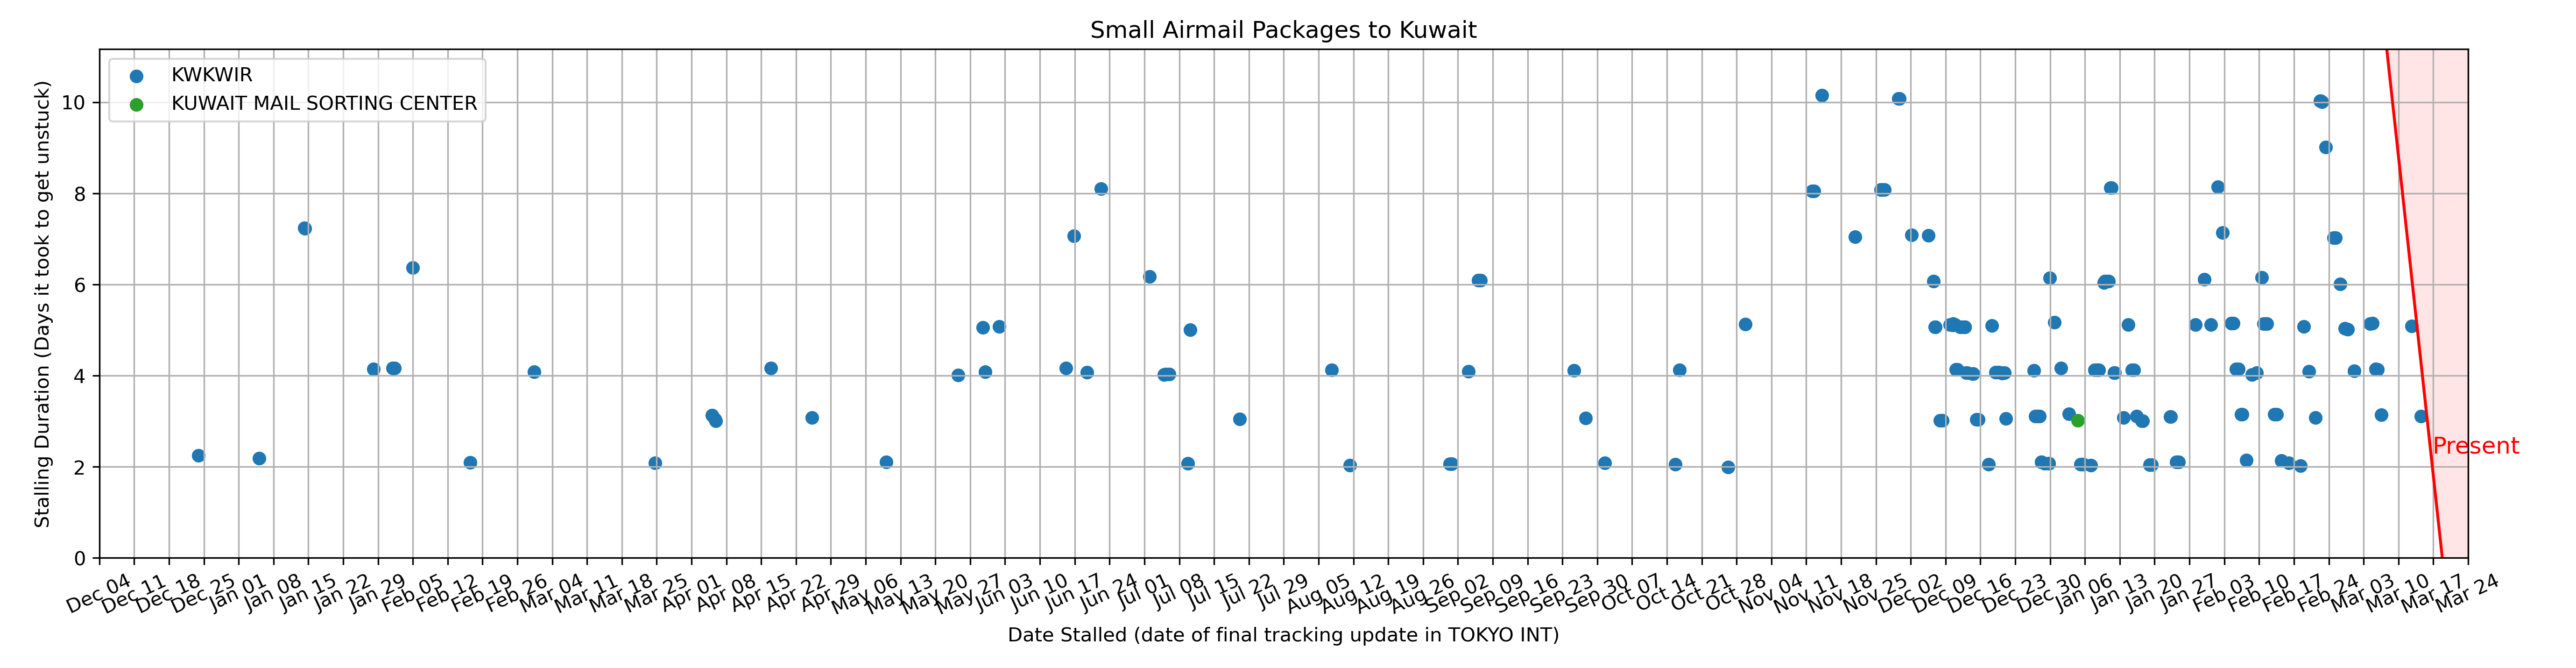 Small Airmail Packages to Kuwait
KWKWIR
KUWAIT MAIL SORTING CENTER
Stalling Duration (Days it took to get unstuck)
10
8
6
4
2
0
Present
Dec 04
Dec 11
Dec 18
Dec 25
Jan 01
Jan 08
Jan 15
Jan 22
Jan 29
Feb 05
Feb 12
Feb 19
Feb 26
Mar 04
Mar 11
Mar 18
Mar 25
Apr 01
Apr 08
Apr 15
Apr 22
Apr 29
May 06
May 13
May 20
May 27
Jun 03
Jun 10
Jun 17
Jun 24
Jul 01
Jul 08
Jul 15
Jul 22
Jul 29
Aug 05
Aug 12
Aug 19
Aug 26
Sep 02
Sep 09
Sep 16
Sep 23
Sep 30
Oct 07
Oct 14
Oct 21
Oct 28
Nov 04
Nov 11
Nov 18
Nov 25
Dec 02
Dec 09
Dec 16
Dec 23
Dec 30
Jan 06
Jan 13
Jan 20
Jan 27
Feb 03
Feb 10
Feb 17
Feb 24
Mar 03
Mar 10
Mar 17
Mar 24
Date Stalled (date of final tracking update in TOKYO INT)